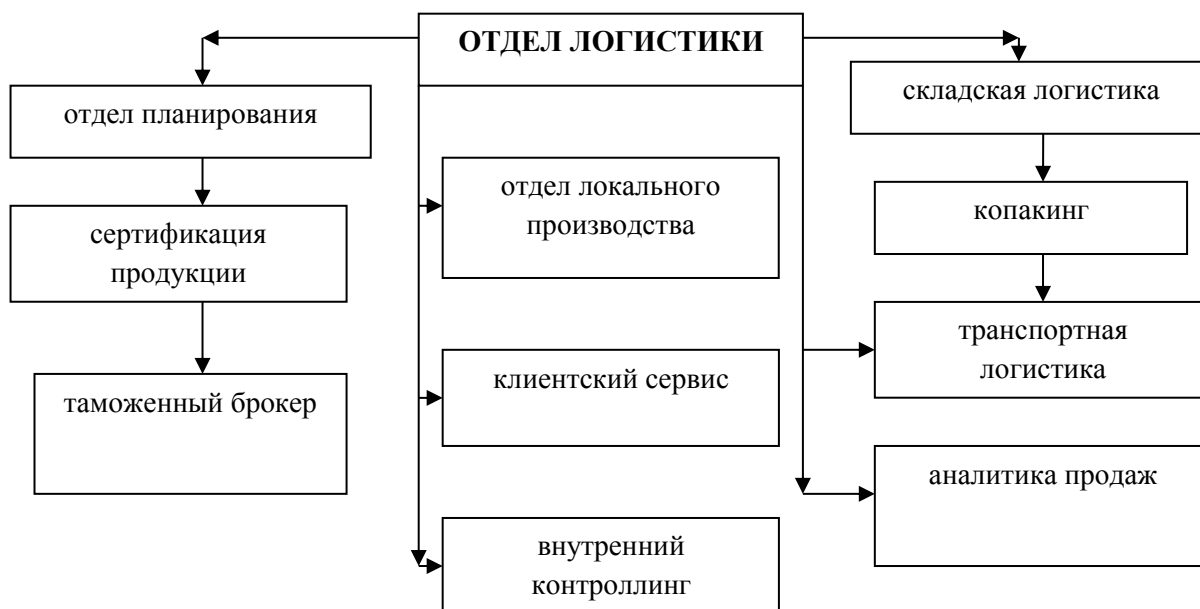 ОТДЕЛ ЛОГИСТИКИ
отдел планирования
сертификация
продукции
таможенный брокер
отдел локального
производства
клиентский сервис
внутренний
контроллинг
складская логистика
копакинг
транспортная
логистика
аналитика продаж